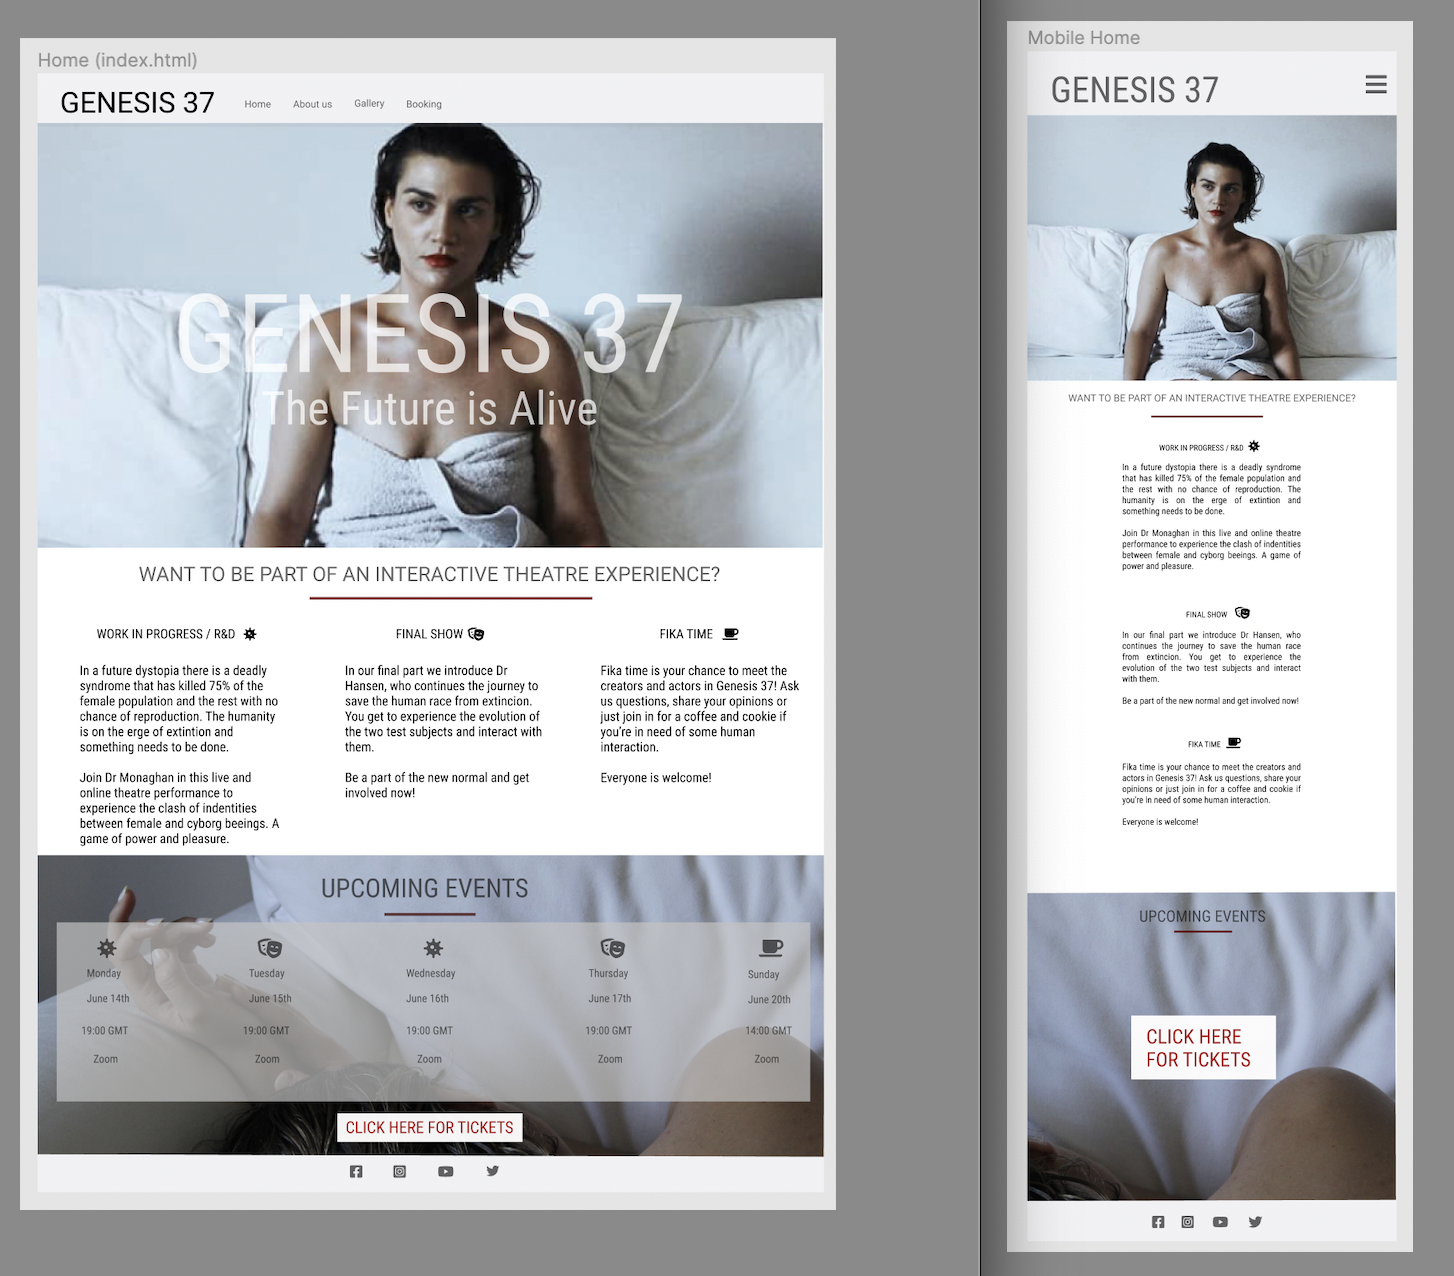 Home (index.html)
GENESIS 37
Home About us Gallery Booking
GENESIS 37
The Future is Alive
WANT TO BE PART OF AN INTERACTIVE THEATRE EXPERIENCE?
WORK IN PROGRESS / R&D
In a future dystopia there is a deadly
syndrome that has killed 75% of the
female population and the rest with no
chance of reproduction. The humanity
is on the erge of extintion and
something needs to be done.
Join Dr Monaghan in this live and
online theatre performance to
experience the clash of indentities
between female and cyborg beeings. A
game of power and pleasure.
FINAL SHOW
In our final part we introduce Dr
Hansen, who continues the journey to
save the human race from extincion.
You get to experience the evolution of
the two test subjects and interact with
them.
Be a part of the new normal and get
involved now!
FIKA TIME
Fika time is your chance to meet the
creators and actors in Genesis 37! Ask
us questions, share your opinions or
just join in for a coffee and cookie if
you're in need of some human
interaction.
Everyone is welcome!
UPCOMING EVENTS
Monday Tuesday Wednesday Thursday Sunday
June 14th June 15th June 16th June 17th June 20th
19:00 GMT 19:00 GMT 19:00 GMT 19:00 GMT 14:00 GMT
Zoom Zoom Zoom Zoom Zoom
CLICK HERE FOR TICKETS
Mobile Home
GENESIS 37
WANT TO BE PART OF AN INTERACTIVE THEATRE EXPERIENCE?
WORK IN PROGRESS / R&D
In a future dystopia there is a deadly syndrome
that has killed 75% of the female population and
the rest with no chance of reproduction. The
humanity is on the erge of extintion and
something needs to be done.
Join Dr Monaghan in this live and online theatre
performance to experience the clash of indentities
between female and cyborg beeings. A game of
power and pleasure.
FINAL SHOW
In our final part we introduce Dr Hansen, who
continues the journey to save the human race
from extincion. You get to experience the
evolution of the two test subjects and interact
with them.
Be a part of the new normal and get involved now!
FIKA TIME
Fika time is your chance to meet the creators and
actors in Genesis 37! Ask us questions, share your
opinions or just join in for a coffee and cookie if
you're in need of some human interaction.
Everyone is welcome!
UPCOMING EVENTS
CLICK HERE
FOR TICKETS